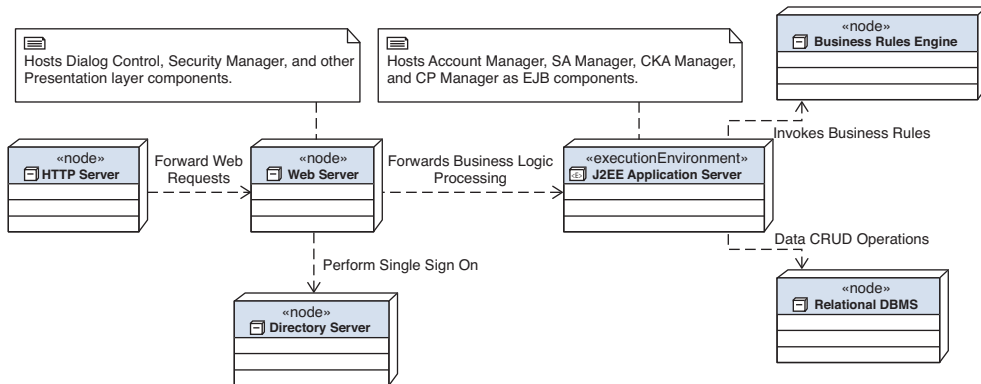 Hosts Dialog Control, Security Manager, and other
Presentation layer components.
Hosts Account Manager, SA Manager, CKA Manager,
and CP Manager as EJB components.
«node»
Business Rules Engine
Invokes Business Rules
«node»
HTTP Server
Forward Web
Requests
«node»
Web Server
Forwards Business Logic
Processing
«executionEnvironment»
J2EE Application Server
Data CRUD Operations
Perform Single Sign On
«node»
Directory Server
«node»
Relational DBMS